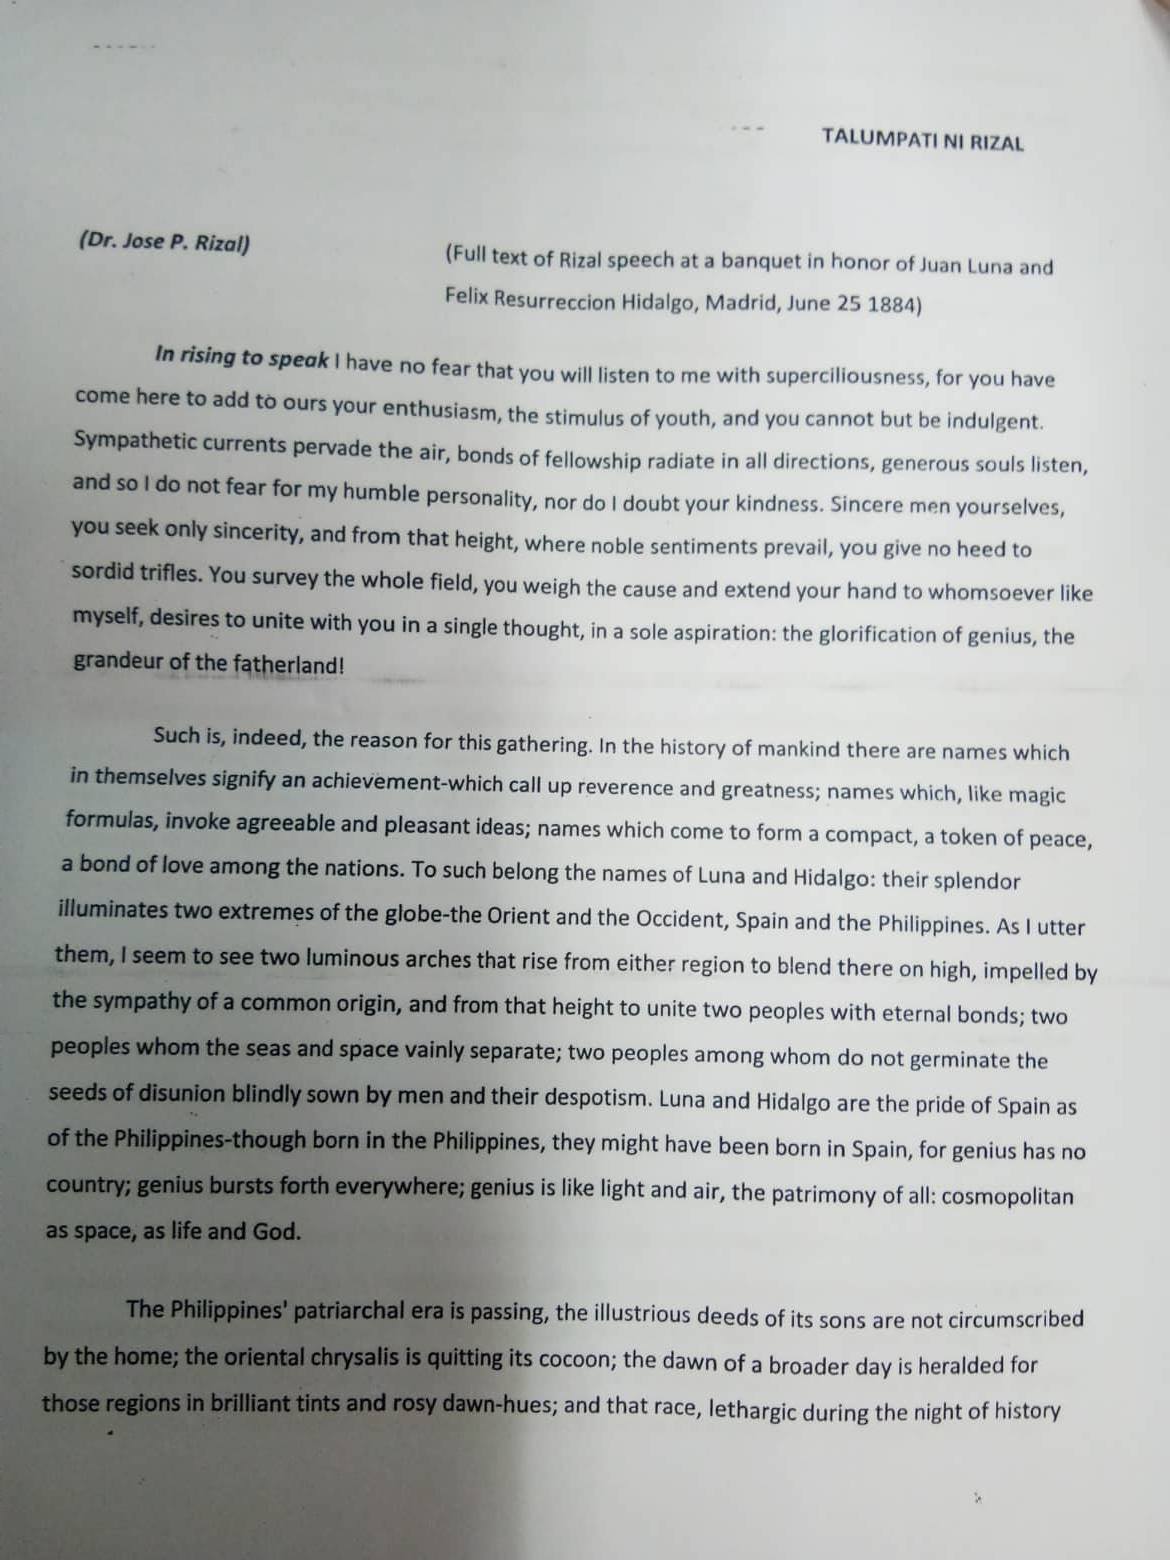 TALUMPATI NI RIZAL
(Dr. Jose P. Rizal)
(Full text of Rizal speech at a banquet in honor of Juan Luna and
Felix Resurreccion Hidalgo, Madrid, June 25 1884)
In rising to speak I have no fear that you will listen to me with superciliousness, for you have
come here to add to ours your enthusiasm, the stimulus of youth, and you cannot but be indulgent.
Sympathetic currents pervade the air, bonds of fellowship radiate in all directions, generous souls listen,
and so I do not fear for my humble personality, nor do I doubt your kindness. Sincere men yourselves,
you seek only sincerity, and from that height, where noble sentiments prevail, you give no heed to
sordid trifles. You survey the whole field, you weigh the cause and extend your hand to whomsoever like
myself, desires to unite with you in a single thought, in a sole aspiration: the glorification of genius, the
grandeur of the fatherland!
Such is, indeed, the reason for this gathering. In the history of mankind there are names which
in themselves signify an achievement-which call up reverence and greatness; names which, like magic
formulas, invoke agreeable and pleasant ideas; names which come to form a compact, a token of peace,
a bond of love among the nations. To such belong the names of Luna and Hidalgo: their splendor
illuminates two extremes of the globe-the Orient and the Occident, Spain and the Philippines. As I utter
them, I seem to see two luminous arches that rise from either region to blend there on high, impelled by
the sympathy of a common origin, and from that height to unite two peoples with eternal bonds; two
peoples whom the seas and space vainly separate; two peoples among whom do not germinate the
seeds of disunion blindly sown by men and their despotism. Luna and Hidalgo are the pride of Spain as
of the Philippines-though born in the Philippines, they might have been born in Spain, for genius has no
country; genius bursts forth everywhere; genius is like light and air, the patrimony of all: cosmopolitan
as space, as life and God.
The Philippines' patriarchal era is passing, the illustrious deeds of its sons are not circumscribed
by the home; the oriental chrysalis is quitting its cocoon; the dawn of a broader day is heralded for
those regions in brilliant tints and rosy dawn-hues; and that race, lethargic during the night of history